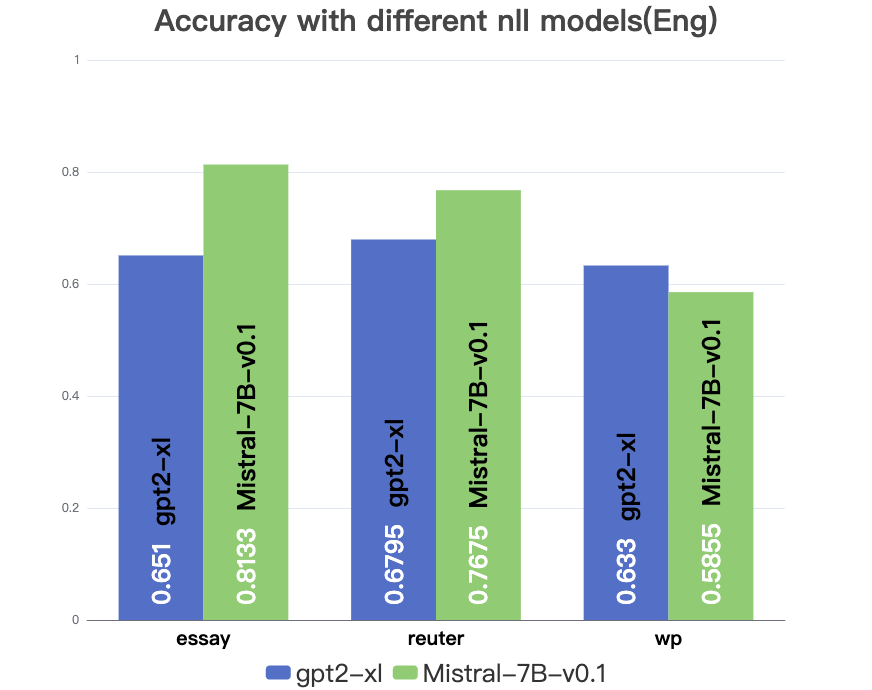 Accuracy with different nll models(Eng)
1
0.8
0.6
0.4
0.2
0
0.651 gpt2-xl
0.8133 Mistral-7B-v0.1
0.6795 gpt2-xl
0.7675 Mistral-7B-v0.1
0.633 gpt2-xl
0.5855 Mistral-7B-v0.1
essay reuter wp
gpt2-xl Mistral-7B-v0.1